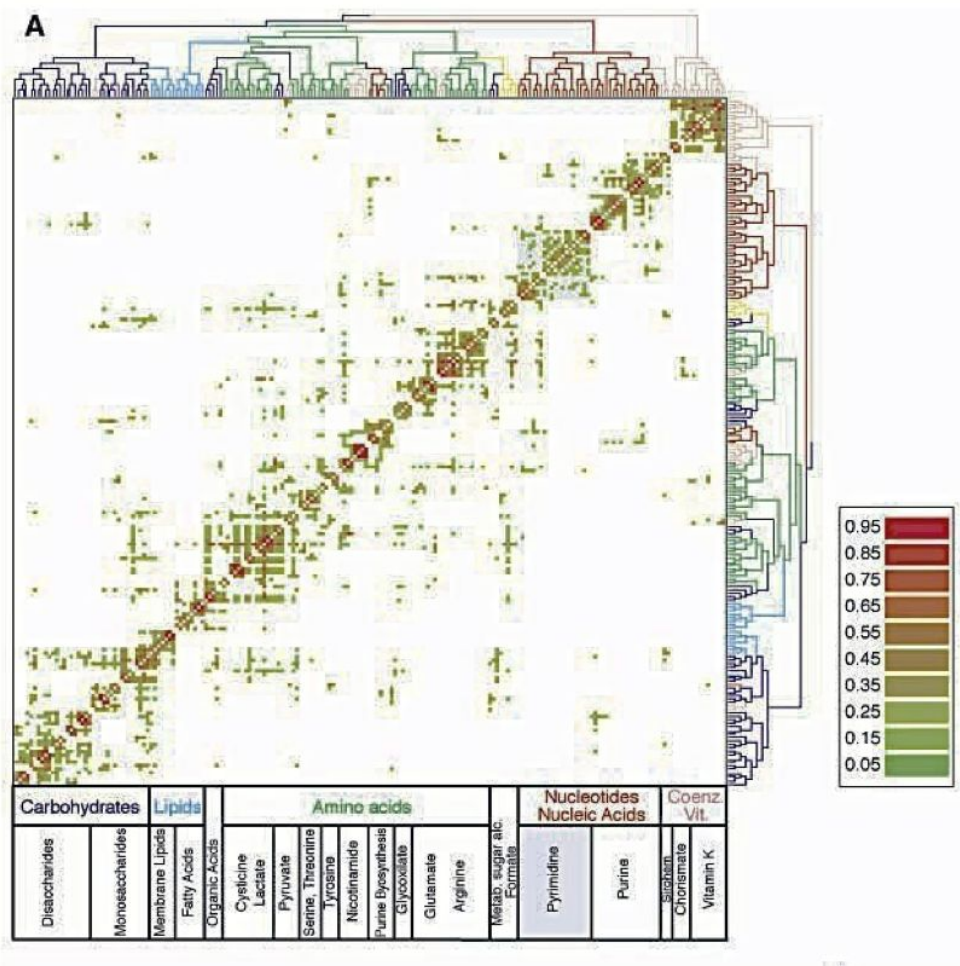 A
0.95
0.85
0.75
0.65
0.55
0.45
0.35
0.25
0.15
0.05
Carbohydrates
Lipids
Amino acids
Nucleotides
Nucleic Acids
Coenz.
Vit.
Disaccharides
Monosaccharides
Membrane Lipids
Fatty Acids
Organic Acids
Cysticine
Lactate
Pyruvate
Serine, Threonine
Tyrosine
Nicotinamide
Purine Byosynthesis
Glycoxilate
Glutamate
Arginine
Metab. sugar alc.
Formate
Pyrimidine
Purine
Chorismate
Vitamin K